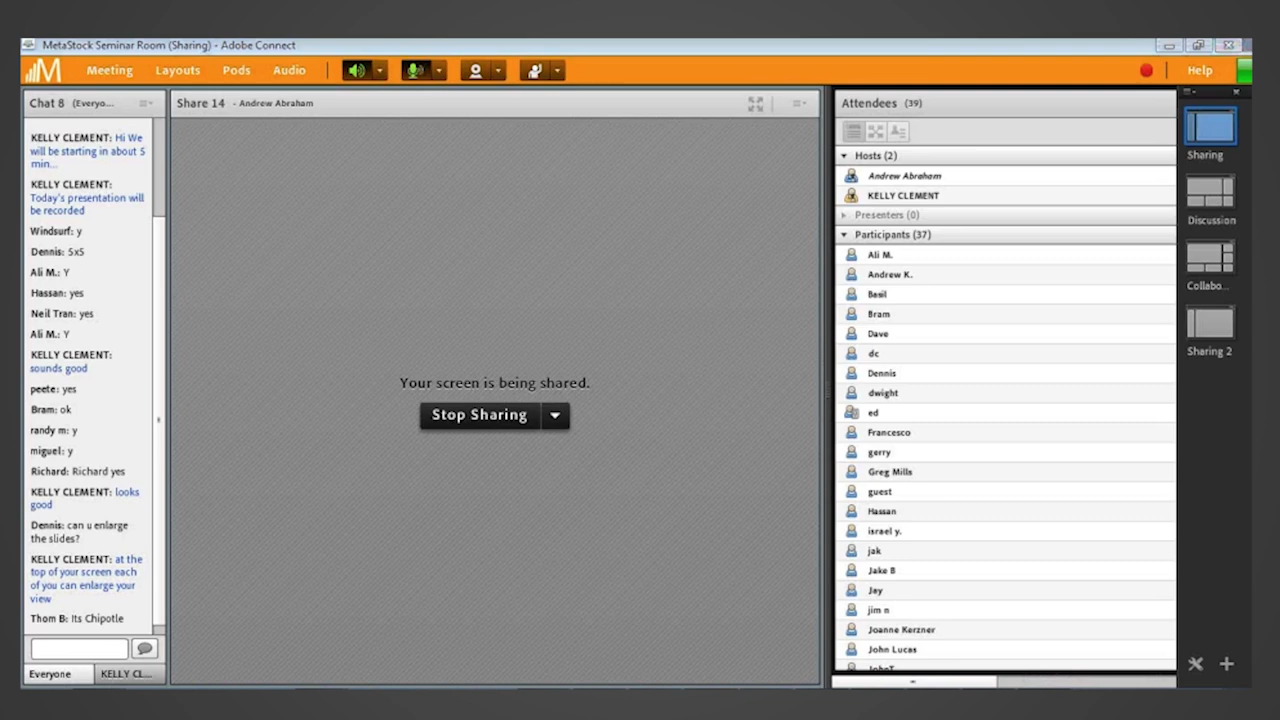 MetaStock Seminar Room (Sharing) - Adobe Connect
Meeting Layouts Pods Audio Help
Chat 8 (Everyo...
KELLY CLEMENT: Hi We
will be starting in about 5
min...
KELLY CLEMENT:
Today's presentation will
be recorded
Windsurf: y
Dennis: 5x5
Ali M.: Y
Hassan: yes
Neil Tran: yes
Ali M.: Y
KELLY CLEMENT:
sounds good
peete: yes
Bram: ok
randy m: y
miguel: y
Richard: Richard yes
KELLY CLEMENT: looks
good
Dennis: can u enlarge
the slides?
KELLY CLEMENT: at the
top of your screen each
of you can enlarge your
view
Thom B: Its Chipotle
Everyone KELLY CL...
Share 14 - Andrew Abraham
Your screen is being shared.
Stop Sharing
Attendees (39)
Hosts (2)
Andrew Abraham
KELLY CLEMENT
Presenters (0)
Participants (37)
Ali M.
Andrew K.
Basil
Bram
Dave
dc
Dennis
dwight
ed
Francesco
gerry
Greg Mills
guest
Hassan
israel y.
jak
Jake B
Jay
jim n
Joanne Kerzner
John Lucas
JohnT
Sharing
Discussion
Collabo...
Sharing 2